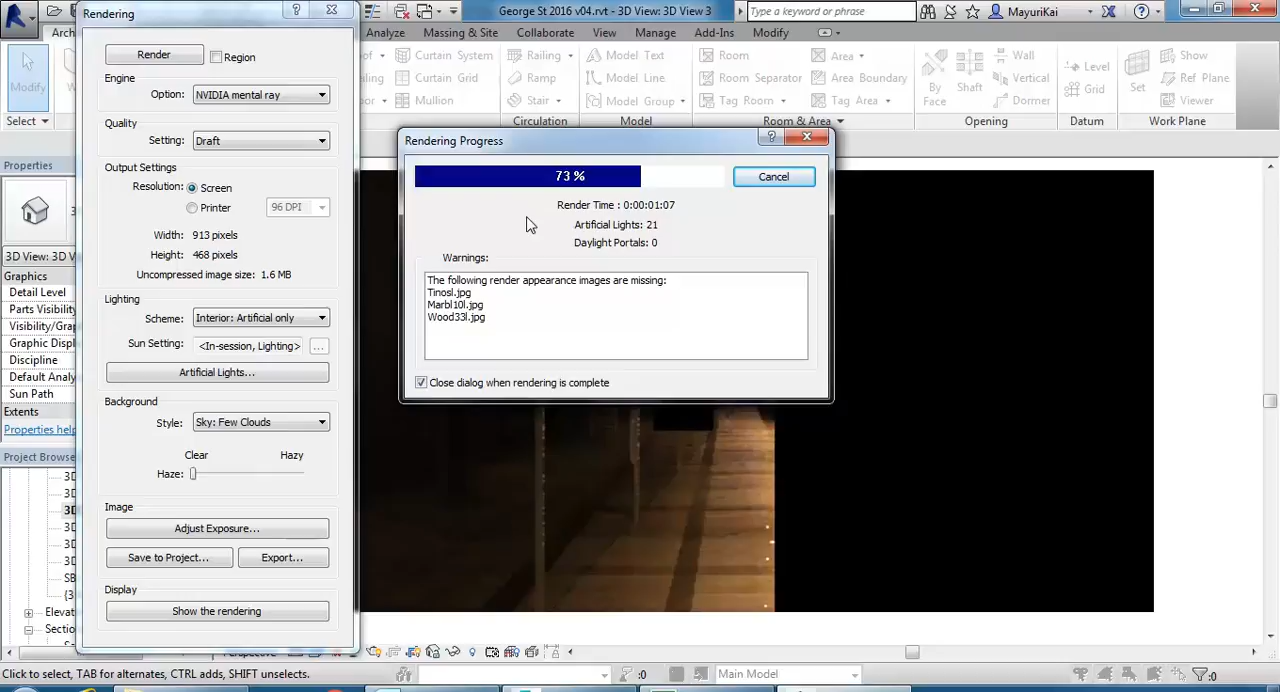 Rendering
Render
Region
Engine
Option:
NVIDIA mental ray
Quality
Setting:
Draft
Output Settings
Resolution:
Screen
Printer
96 DPI
Width:
913 pixels
Height:
468 pixels
Uncompressed image size:
1.6 MB
Lighting
Scheme:
Interior: Artificial only
Sun Setting:
<In-session, Lighting>
...
Artificial Lights...
Background
Style:
Sky: Few Clouds
Clear
Hazy
Haze:
Image
Adjust Exposure...
Save to Project...
Export...
Display
Show the rendering
George St 2016 v04.rvt - 3D View: 3D View 3
Type a keyword or phrase
MayuriKai
Analyze
Massing & Site
Collaborate
View
Manage
Add-Ins
Modify
Modify
Select
Curtain System
Curtain Grid
Mullion
Railing
Ramp
Stair
Circulation
Model Text
Model Line
Model Group
Model
Room
Room Separator
Tag Room
Area
Area Boundary
Tag Area
Room & Area
By
Face
Shaft
Wall
Vertical
Dormer
Opening
Level
Grid
Datum
Set
Show
Ref Plane
Viewer
Work Plane
Rendering Progress
73 %
Cancel
Render Time : 0:00:01:07
Artificial Lights: 21
Daylight Portals: 0
Warnings:
The following render appearance images are missing:
Tinosl.jpg
Marbl10l.jpg
Wood33l.jpg
Close dialog when rendering is complete
Properties
3D View: 3D V
Graphics
Detail Level
Parts Visibility
Visibility/Grap
Graphic Displ
Discipline
Default Analy
Sun Path
Extents
Properties help
Project Browse
Elevat
Section
Click to select, TAB for alternates, CTRL adds, SHIFT unselects.
:0
Main Model
:0